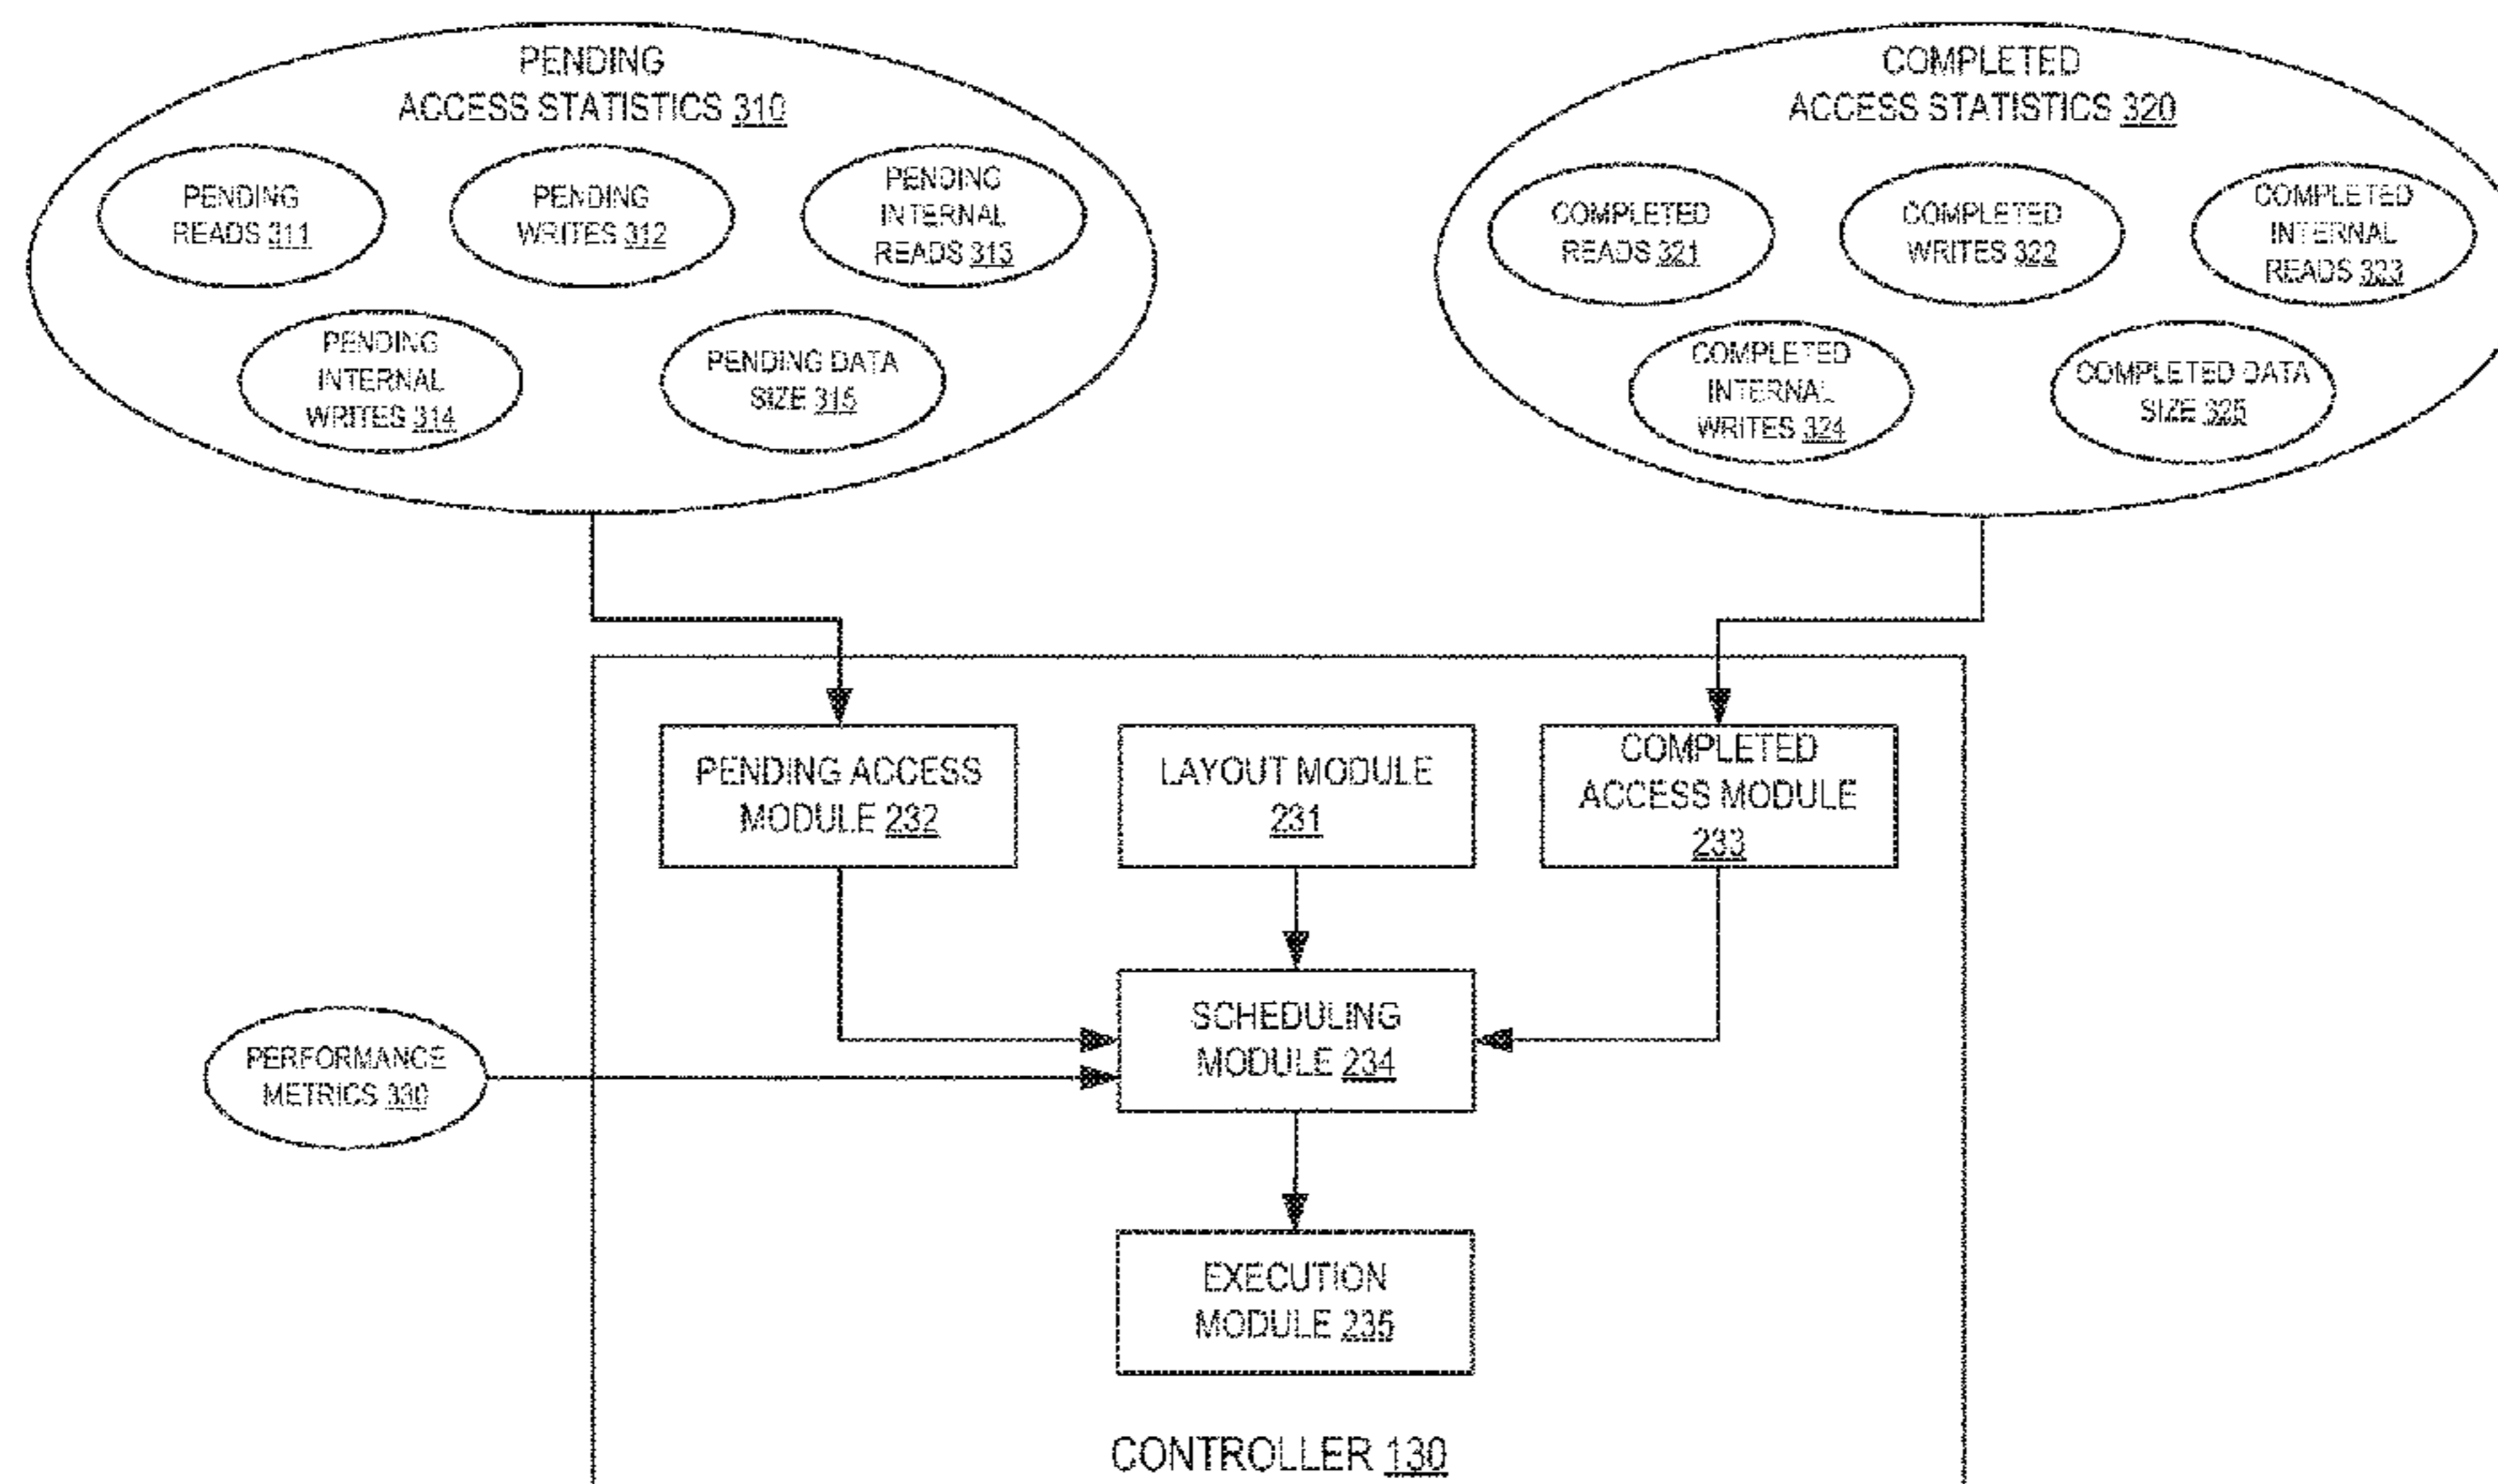 PENDING
ACCESS STATISTICS 310
PENDING
READS 311
PENDING
WRITES 312
PENDING
INTERNAL
READS 313
PENDING
INTERNAL
WRITES 314
PENDING DATA
SIZE 315
COMPLETED
ACCESS STATISTICS 320
COMPLETED
READS 321
COMPLETED
WRITES 322
COMPLETED
INTERNAL
READS 323
COMPLETED
INTERNAL
WRITES 324
COMPLETED DATA
SIZE 325
PENDING ACCESS
MODULE 232
LAYOUT MODULE
231
COMPLETED
ACCESS MODULE
233
PERFORMANCE
METRICS 330
SCHEDULING
MODULE 234
EXECUTION
MODULE 235
CONTROLLER 130